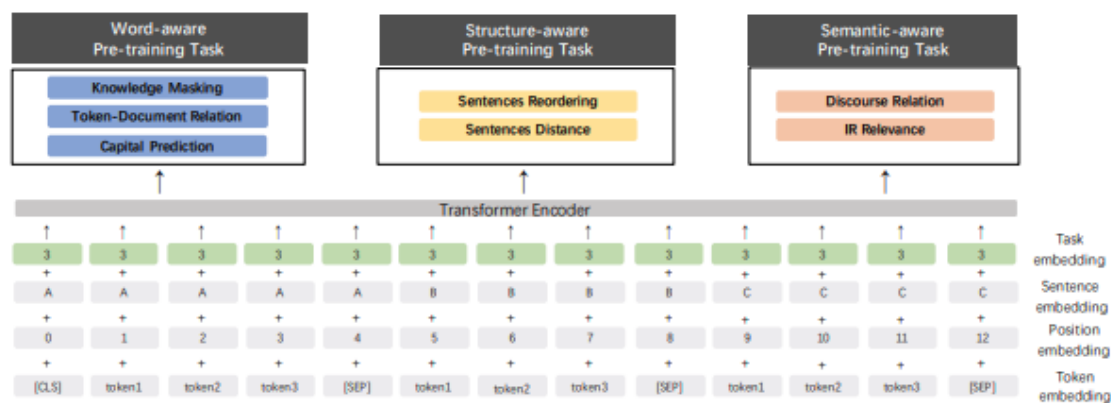 Word-aware
Pre-training Task
Structure-aware
Pre-training Task
Semantic-aware
Pre-training Task
Knowledge Masking
Token-Document Relation
Capital Prediction
Sentences Reordering
Sentences Distance
Discourse Relation
IR Relevance
Transformer Encoder
3 3 3 3 3 3 3 3 3 3 3 3 3
Task
embedding
+ + + + + + + + + + + + +
A A A A A B B B B C C C C
Sentence
embedding
+ + + + + + + + + + + + +
0 1 2 3 4 5 6 7 8 9 10 11 12
Position
embedding
+ + + + + + + + + + + + +
[CLS] token1 token2 token3 [SEP] token1 token2 token3 [SEP] token1 token2 token3 [SEP]
Token
embedding